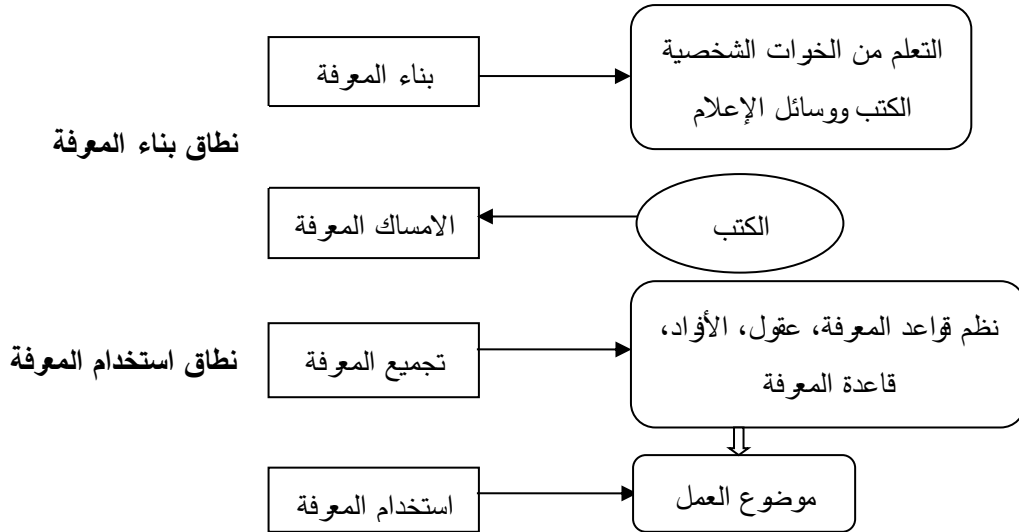 التعلم من الخوات الشخصية
الكتب ووسائل الإعلام
بناء المعرفة
نطاق بناء المعرفة
الامساك المعرفة
الكتب
نظم قواعد المعرفة، عقول، الأفواد،
قاعدة المعرفة
تجميع المعرفة
نطاق استخدام المعرفة
استخدام المعرفة
موضوع العمل